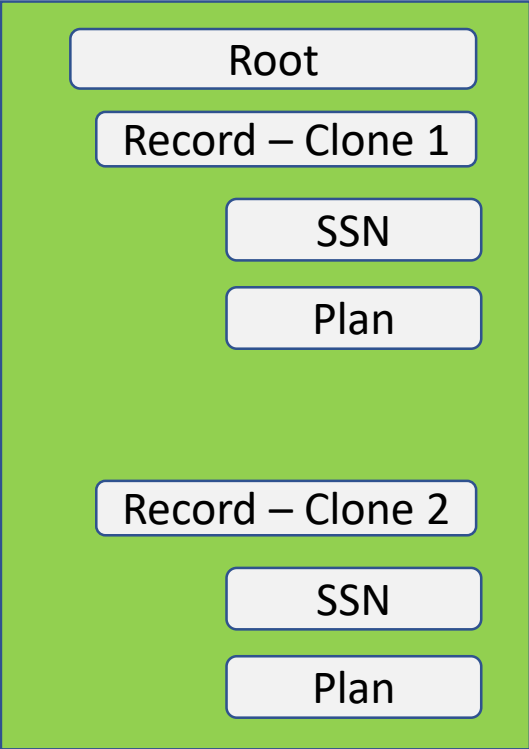 Root
Record – Clone 1
SSN
Plan
Record – Clone 2
SSN
Plan